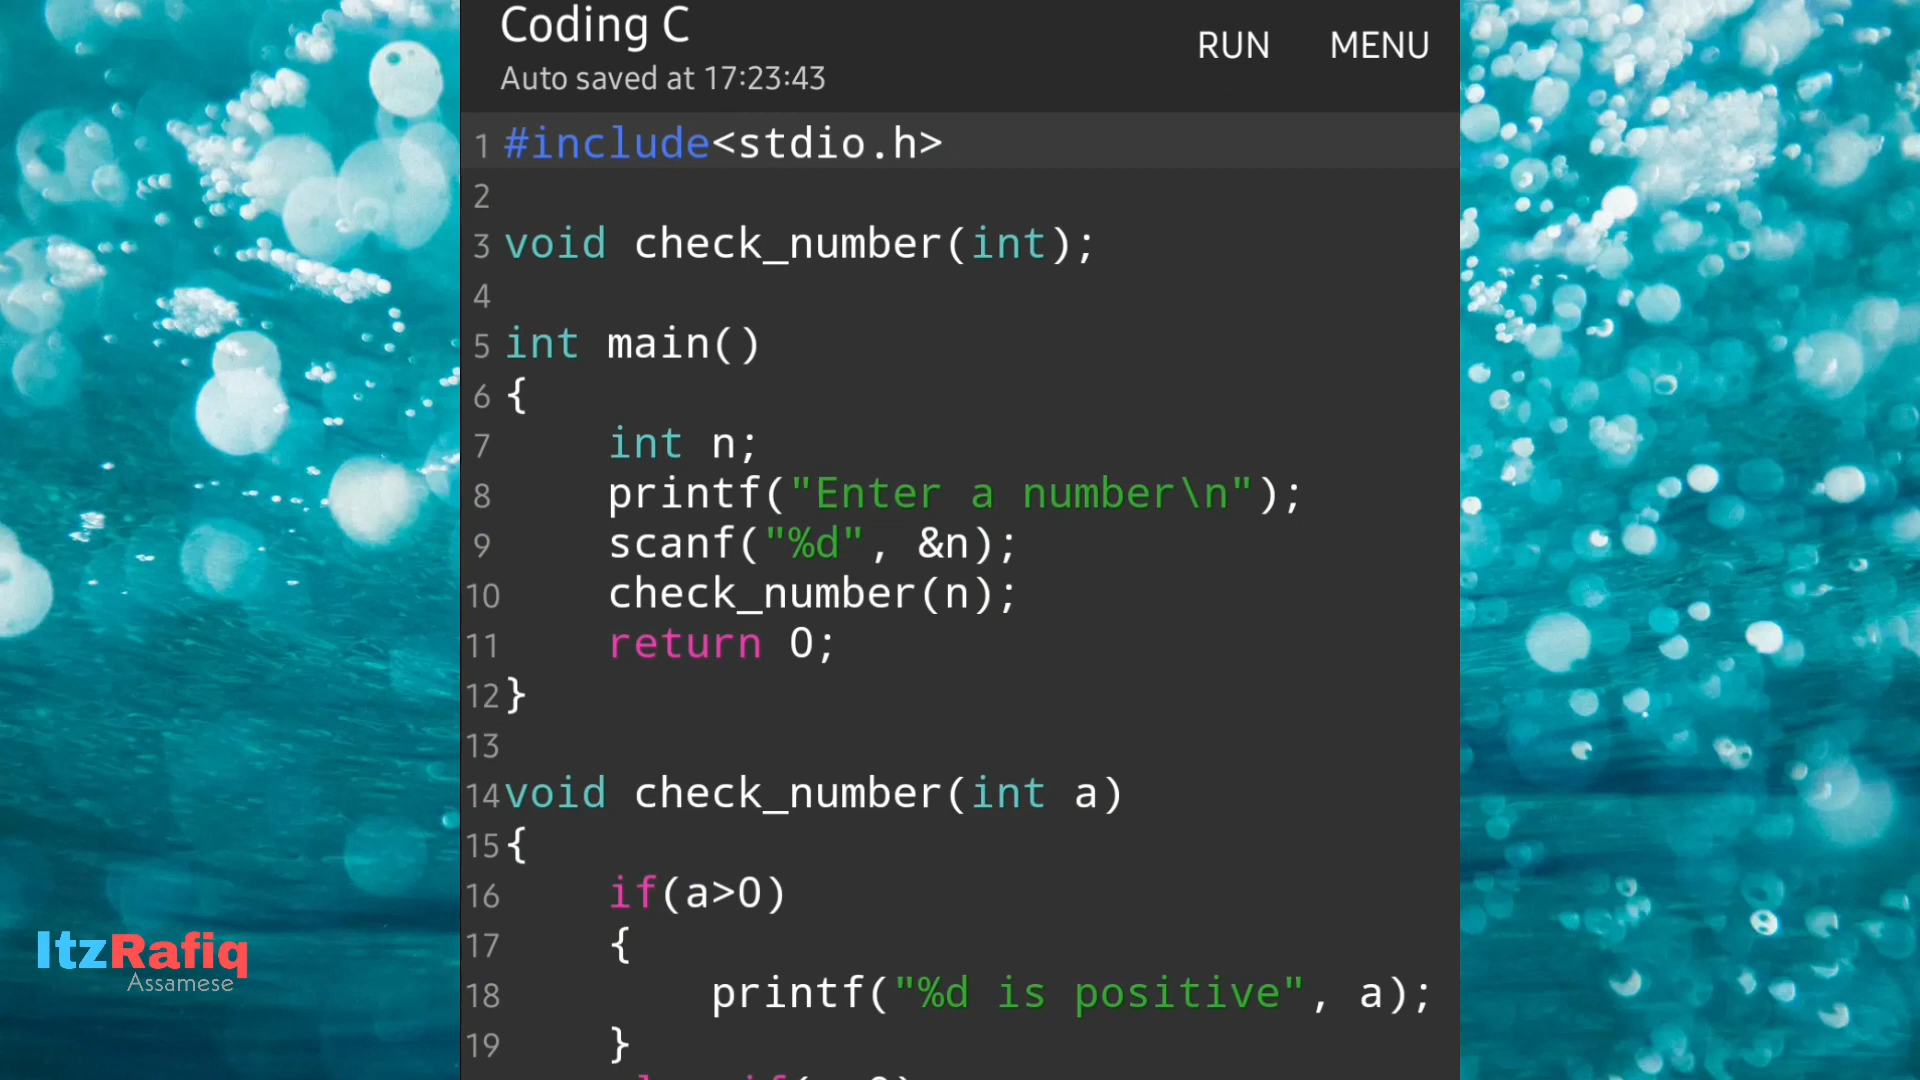 Coding C
Auto saved at 17:23:43
RUN MENU
1 #include<stdio.h>
2
3 void check_number(int);
4
5 int main()
6 {
7 int n;
8 printf("Enter a number\n");
9 scanf("%d", &n);
10 check_number(n);
11 return 0;
12 }
13
14 void check_number(int a)
15 {
16 if(a>0)
17 {
18 printf("%d is positive", a);
19 }
ItzRafiq
Assamese